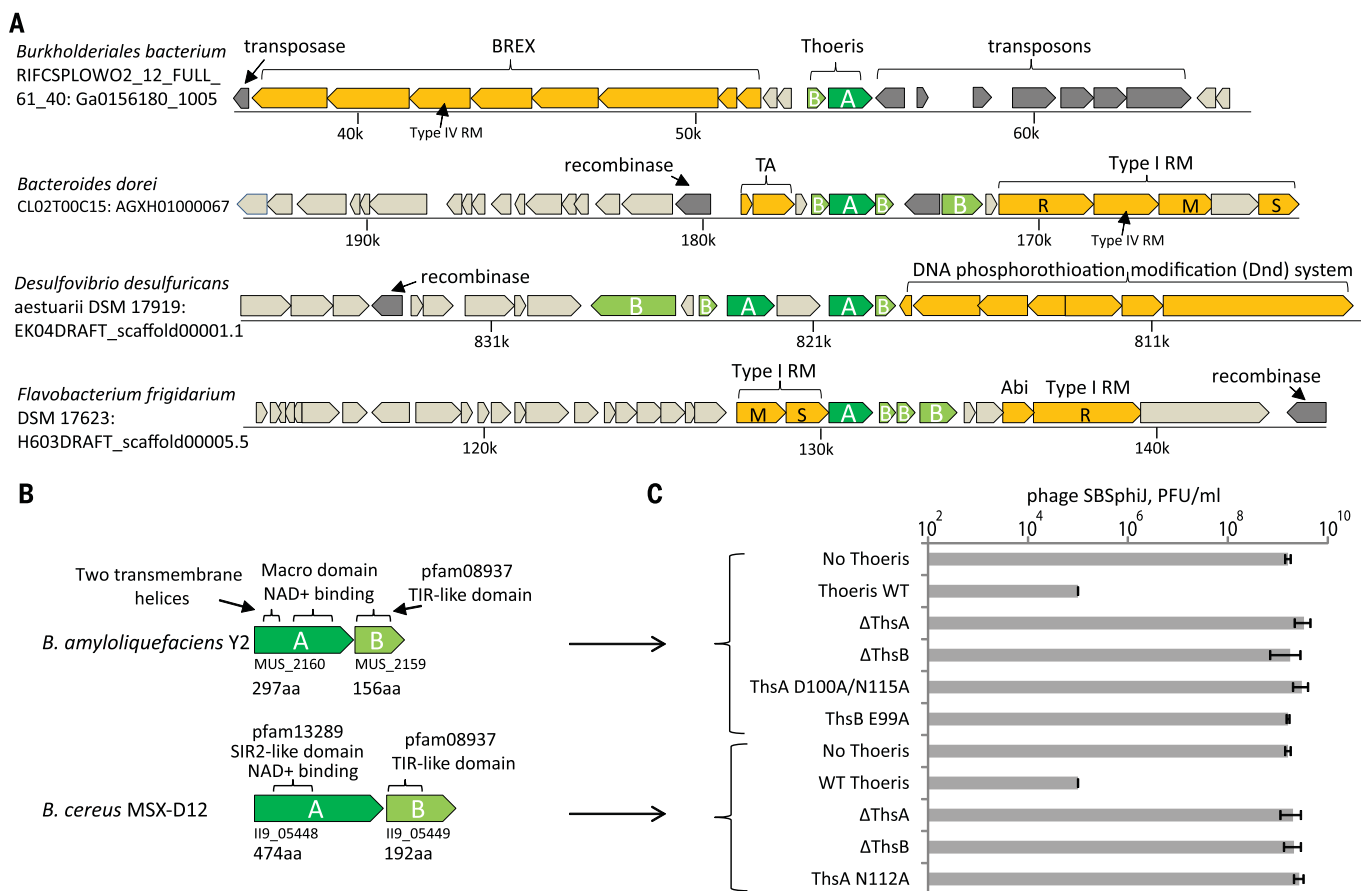 A
Burkholderiales bacterium
RIFCSPLOWO2_12_FULL_
61_40: Ga0156180_1005
transposase
BREX
Thoeris
transposons
B
A
40k
Type IV RM
50k
60k
Bacteroides dorei
CL02T00C15: AGXH01000067
recombinase
TA
Type I RM
B
A
B
B
R
M
S
190k
180k
170k
Type IV RM
Desulfovibrio desulfuricans
aestuarii DSM 17919:
EK04DRAFT_scaffold00001.1
recombinase
DNA phosphorothioation modification (Dnd) system
B
B
A
A
B
831k
821k
811k
Flavobacterium frigidarium
DSM 17623:
H603DRAFT_scaffold00005.5
Type I RM
Abi
Type I RM
recombinase
M
S
A
B
B
B
R
120k
130k
140k
B
Two transmembrane
helices
Macro domain
NAD+ binding
pfam08937
TIR-like domain
B. amyloliquefaciens Y2
A
B
MUS_2160
MUS_2159
297aa
156aa
pfam13289
SIR2-like domain
NAD+ binding
pfam08937
TIR-like domain
B. cereus MSX-D12
A
B
II9_05448
II9_05449
474aa
192aa
C
phage SBSphiJ, PFU/ml
10^2
10^4
10^6
10^8
10^10
No Thoeris
Thoeris WT
ΔThsA
ΔThsB
ThsA D100A/N115A
ThsB E99A
No Thoeris
WT Thoeris
ΔThsA
ΔThsB
ThsA N112A